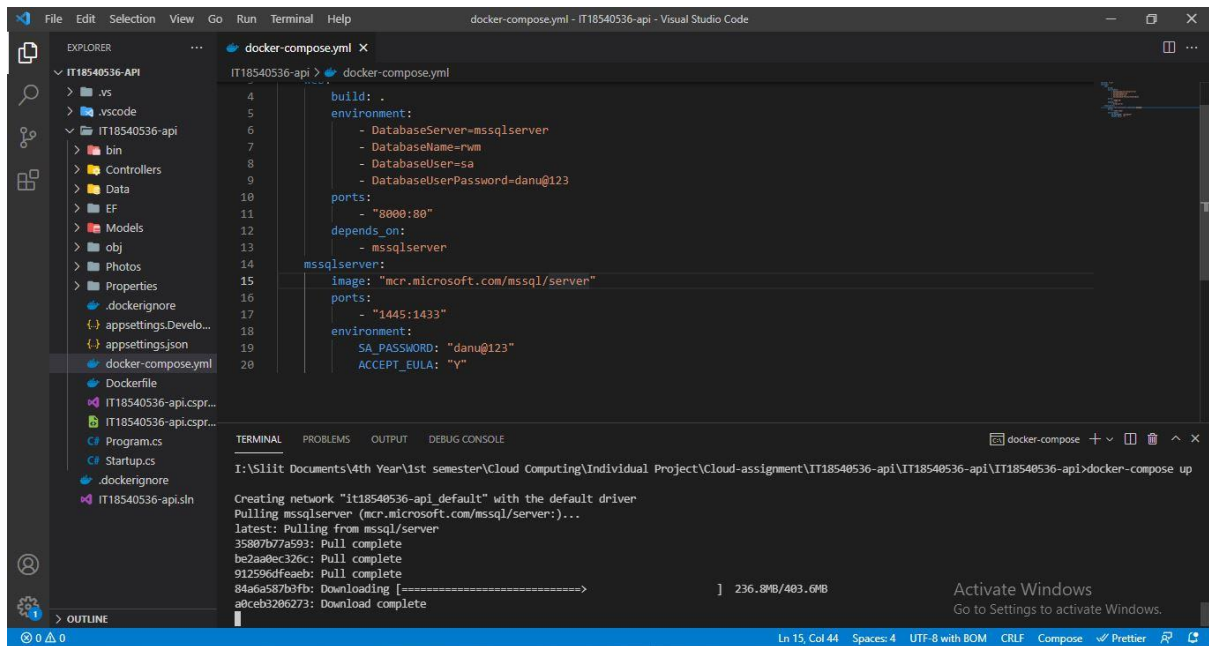 File Edit Selection View Go Run Terminal Help
docker-compose.yml - IT18540536-api - Visual Studio Code
EXPLORER
IT18540536-API
.vs
.vscode
IT18540536-api
bin
Controllers
Data
EF
Models
obj
Photos
Properties
.dockerignore
appsettings.Develo...
appsettings.json
docker-compose.yml
Dockerfile
IT18540536-api.cspr...
IT18540536-api.cspr...
Program.cs
Startup.cs
.dockerignore
IT18540536-api.sln
OUTLINE
docker-compose.yml
IT18540536-api > docker-compose.yml
4 build: .
5 environment:
6 - DatabaseServer=mssqlserver
7 - DatabaseName=rwm
8 - DatabaseUser=sa
9 - DatabaseUserPassword=danu@123
10 ports:
11 - "8000:80"
12 depends_on:
13 - mssqlserver
14 mssqlserver:
15 image: "mcr.microsoft.com/mssql/server"
16 ports:
17 - "1445:1433"
18 environment:
19 SA_PASSWORD: "danu@123"
20 ACCEPT_EULA: "Y"
TERMINAL PROBLEMS OUTPUT DEBUG CONSOLE
docker-compose
I:\Sliit Documents\4th Year\1st semester\Cloud Computing\Individual Project\Cloud-assignment\IT18540536-api\IT18540536-api\IT18540536-api>docker-compose up
Creating network "it18540536-api_default" with the default driver
Pulling mssqlserver (mcr.microsoft.com/mssql/server:)...
latest: Pulling from mssql/server
35807b77a593: Pull complete
be2aa0ec326c: Pull complete
912596dfeaeb: Pull complete
84a6a587b3fb: Downloading [==============================> ] 236.8MB/403.6MB
a0ceb3206273: Download complete
Activate Windows
Go to Settings to activate Windows.
1
0 0
Ln 15, Col 44 Spaces: 4 UTF-8 with BOM CRLF Compose Prettier